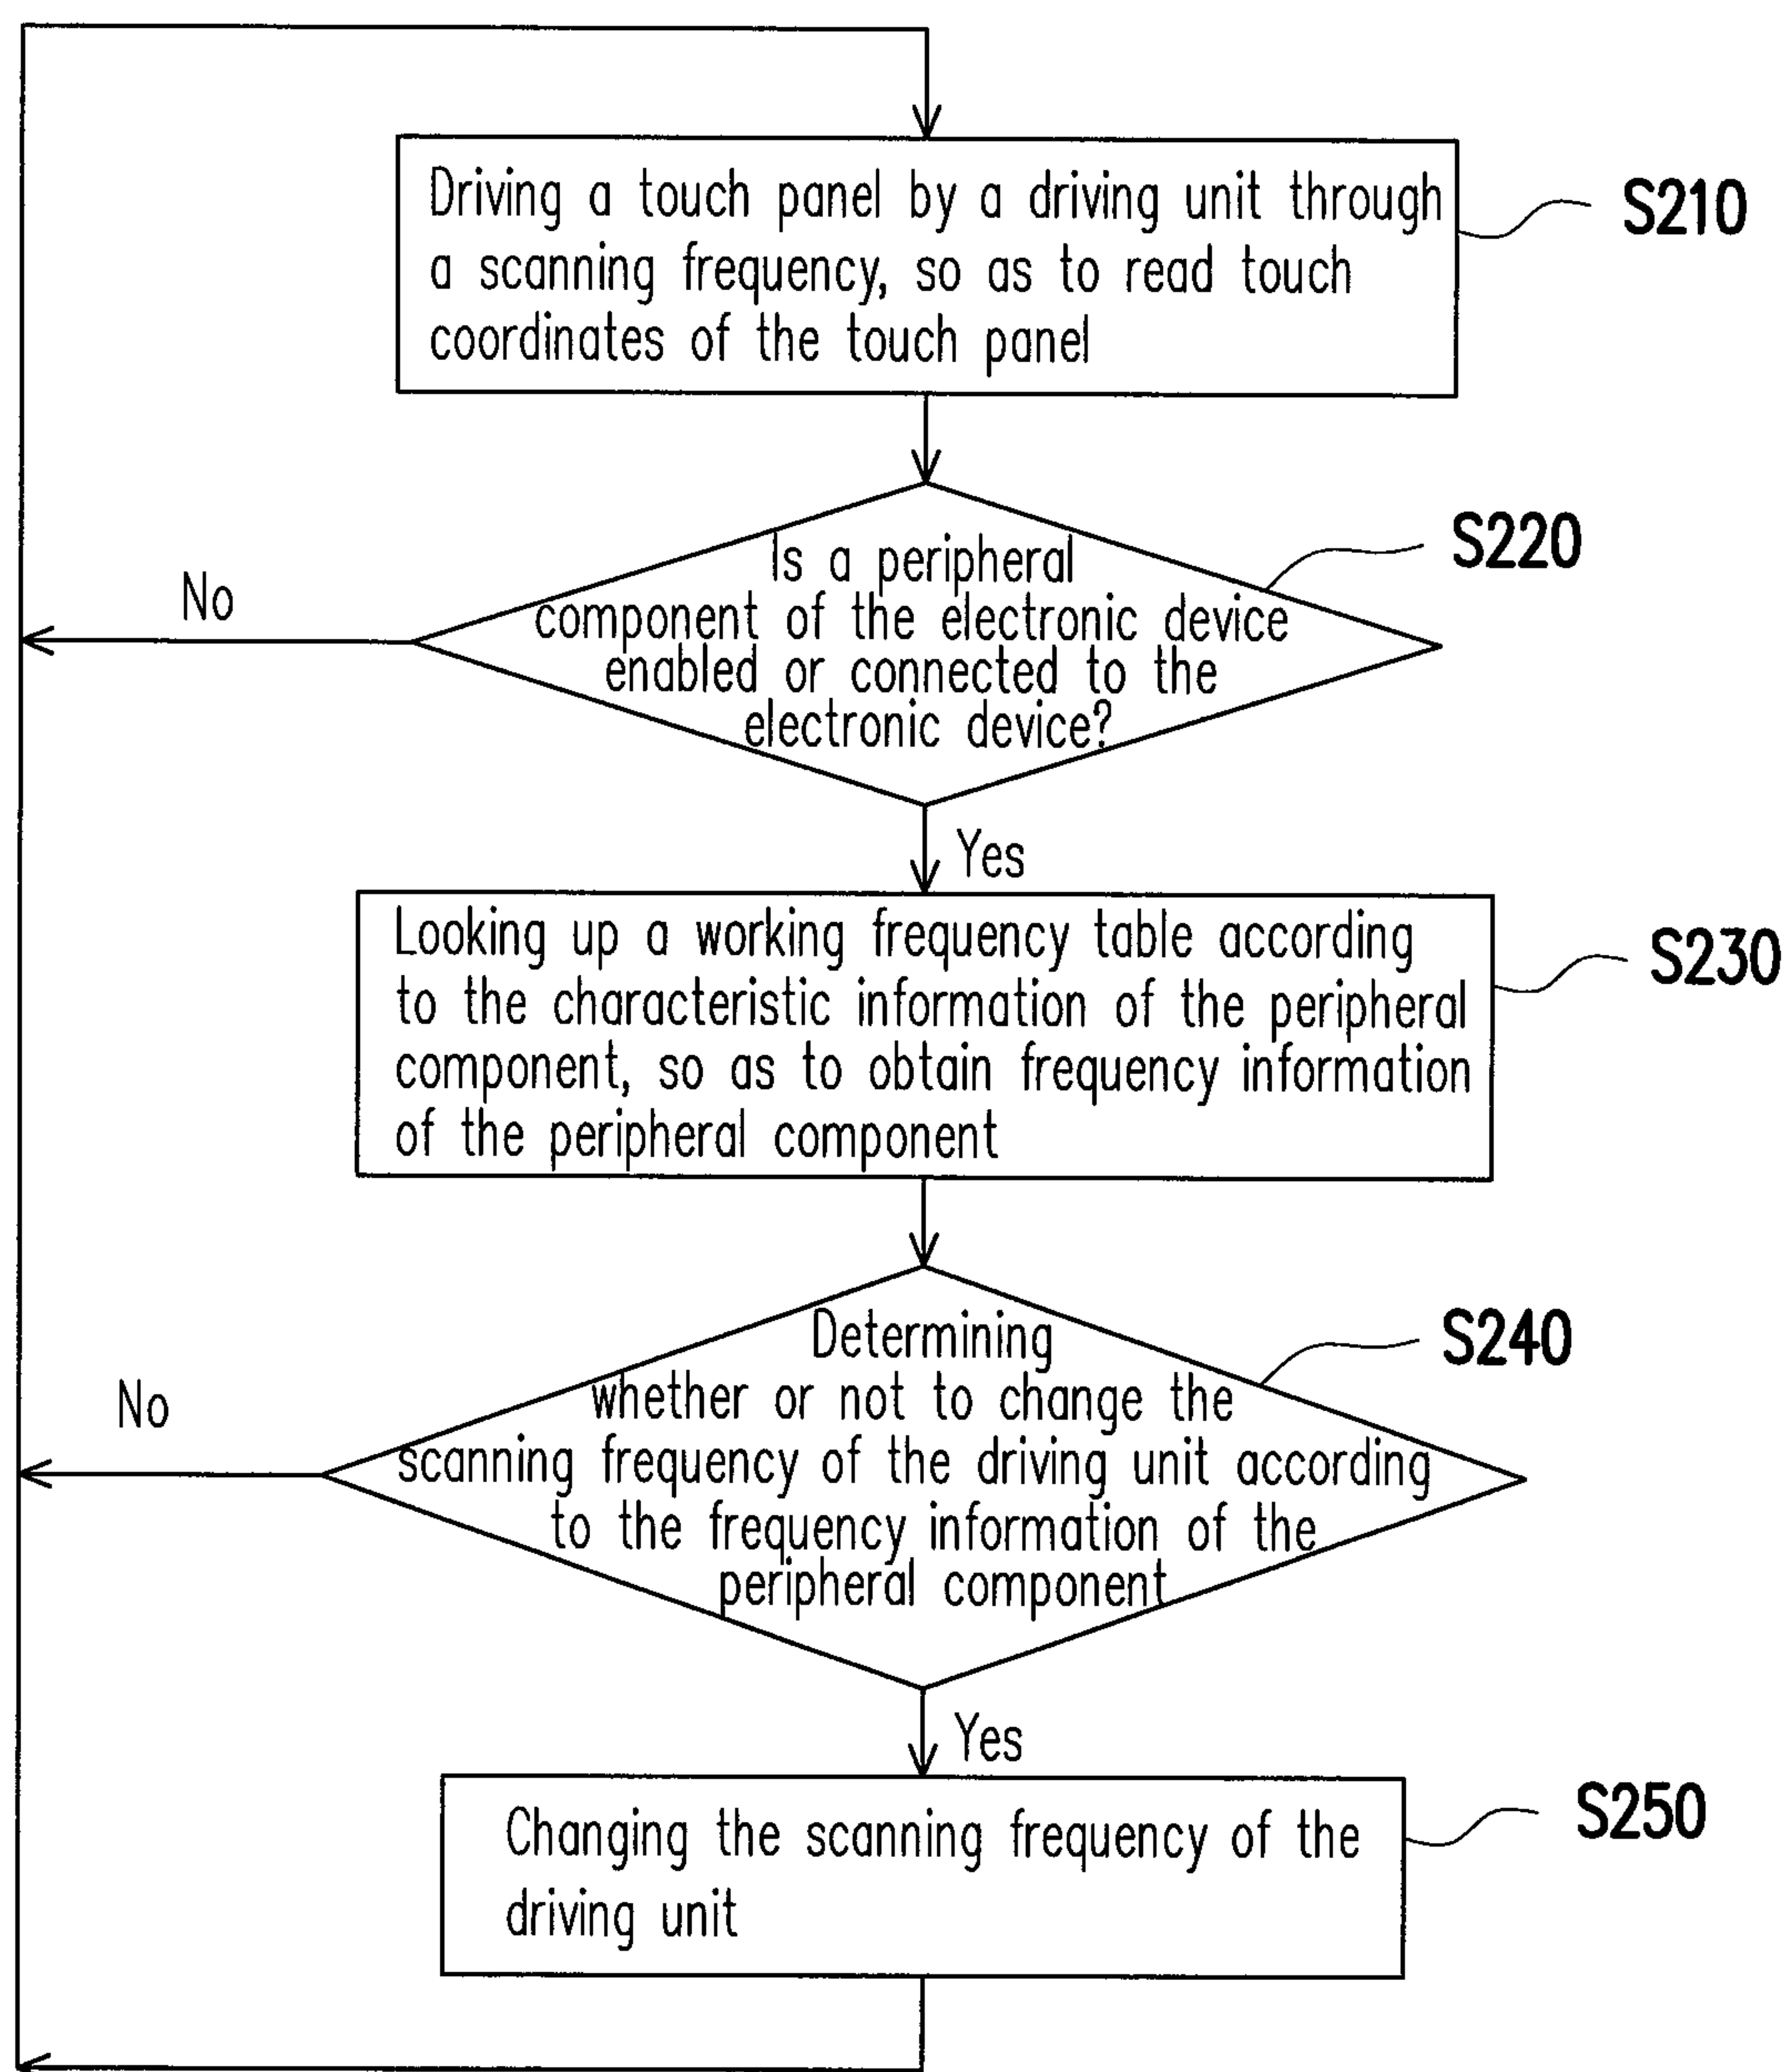 Driving a touch panel by a driving unit through
a scanning frequency, so as to read touch
coordinates of the touch panel
S210
Is a peripheral
component of the electronic device
enabled or connected to the
electronic device?
S220
No
Yes
Looking up a working frequency table according
to the characteristic information of the peripheral
component, so as to obtain frequency information
of the peripheral component
S230
Determining
whether or not to change the
scanning frequency of the driving unit according
to the frequency information of the
peripheral component
S240
No
Yes
Changing the scanning frequency of the
driving unit
S250